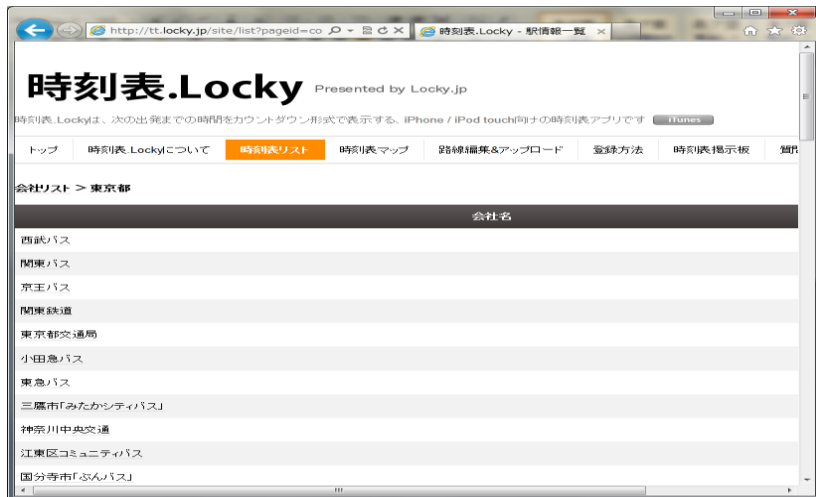 http://tt.locky.jp/site/list?pageid=co
時刻表.Locky - 駅情報一覧
時刻表.Locky Presented by Locky.jp
時刻表.Lockyは、次の出発までの時間をカウントダウン形式で表示する、iPhone / iPod touch向けの時刻表アプリです iTunes
トップ 時刻表.Lockyについて 時刻表リスト 時刻表マップ 路線編集&アップロード 登録方法 時刻表掲示板 質問
会社リスト > 東京都
会社名
西武バス
関東バス
京王バス
関東鉄道
東京都交通局
小田急バス
東急バス
三鷹市「みたかシティバス」
神奈川中央交通
江東区コミュニティバス
国分寺市「ぶんバス」